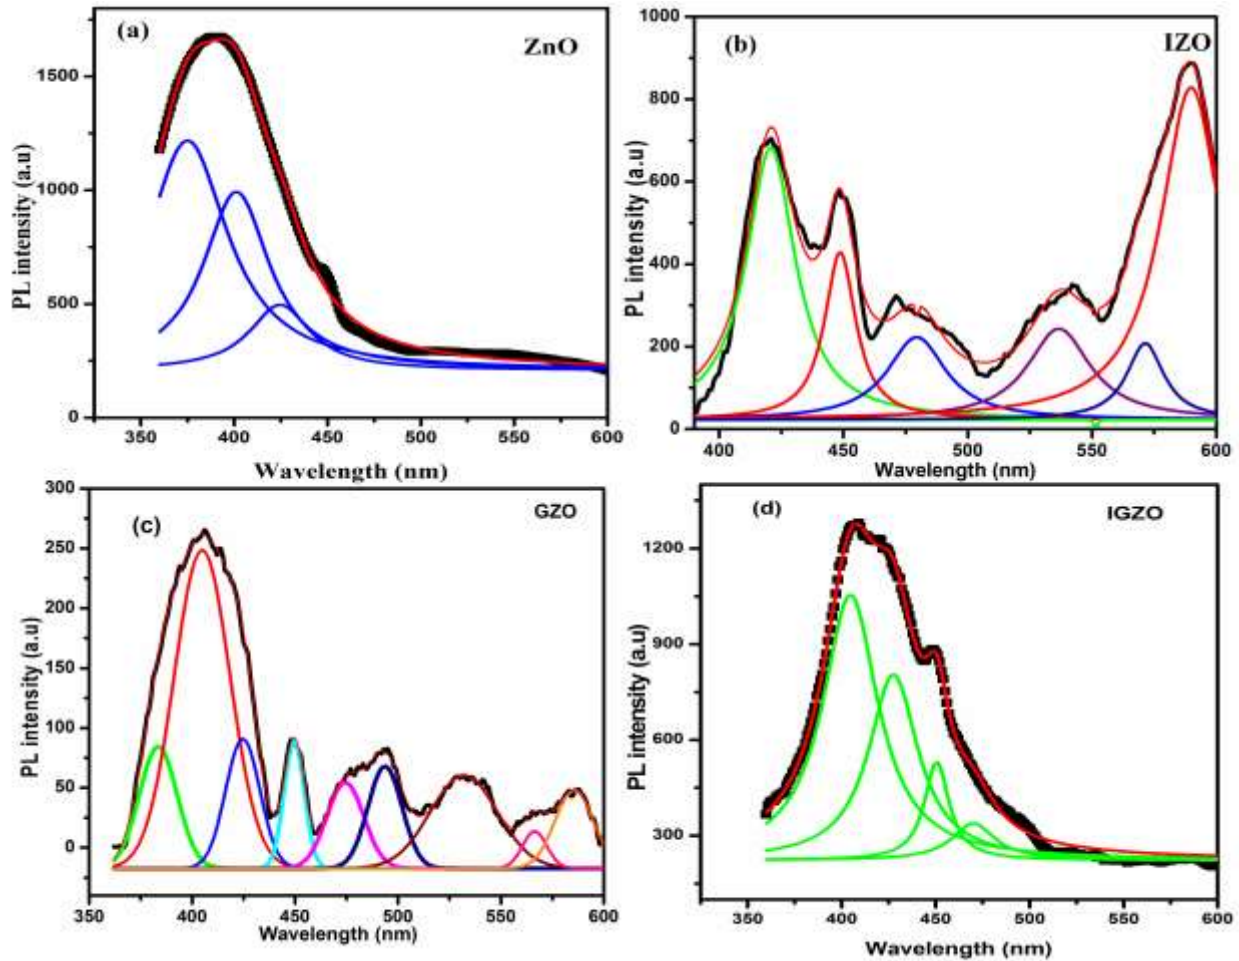 (a)
ZnO
PL intensity (a.u)
1500
1000
500
0
350 400 450 500 550 600
Wavelength (nm)
(b)
IZO
PL intensity (a.u)
1000
800
600
400
200
0
400 450 500 550 600
Wavelength (nm)
(c)
GZO
PL intensity (a.u)
300
250
200
150
100
50
0
350 400 450 500 550 600
Wavelength (nm)
(d)
IGZO
PL intensity (a.u)
1200
900
600
300
350 400 450 500 550 600
Wavelength (nm)